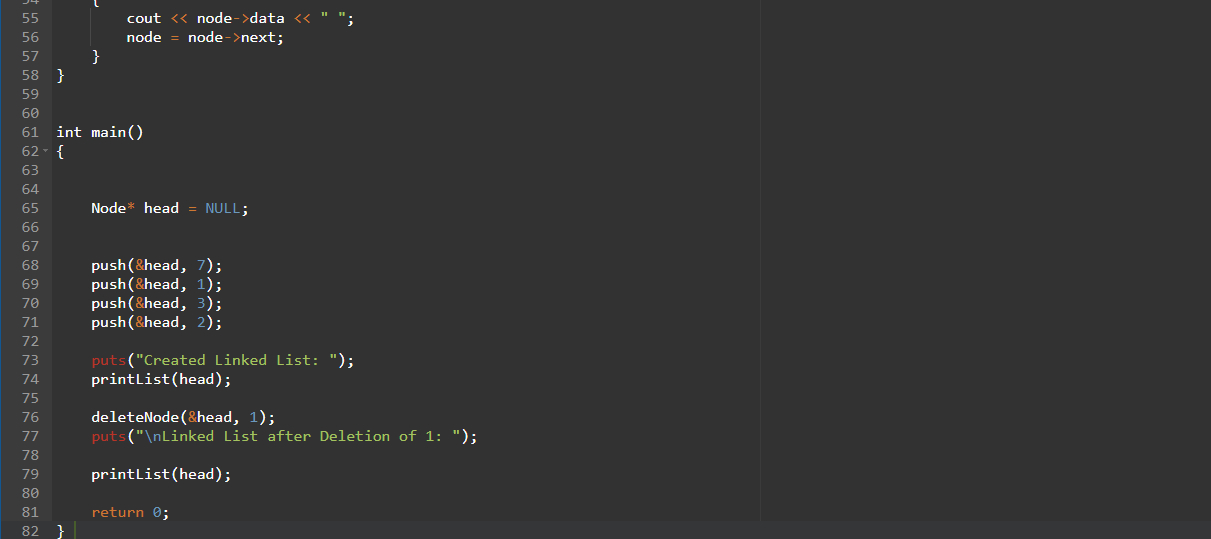 54 {
55 cout << node->data << " ";
56 node = node->next;
57 }
58 }
59
60
61 int main()
62 {
63
64
65 Node* head = NULL;
66
67
68 push(&head, 7);
69 push(&head, 1);
70 push(&head, 3);
71 push(&head, 2);
72
73 puts("Created Linked List: ");
74 printList(head);
75
76 deleteNode(&head, 1);
77 puts("\nLinked List after Deletion of 1: ");
78
79 printList(head);
80
81 return 0;
82 }